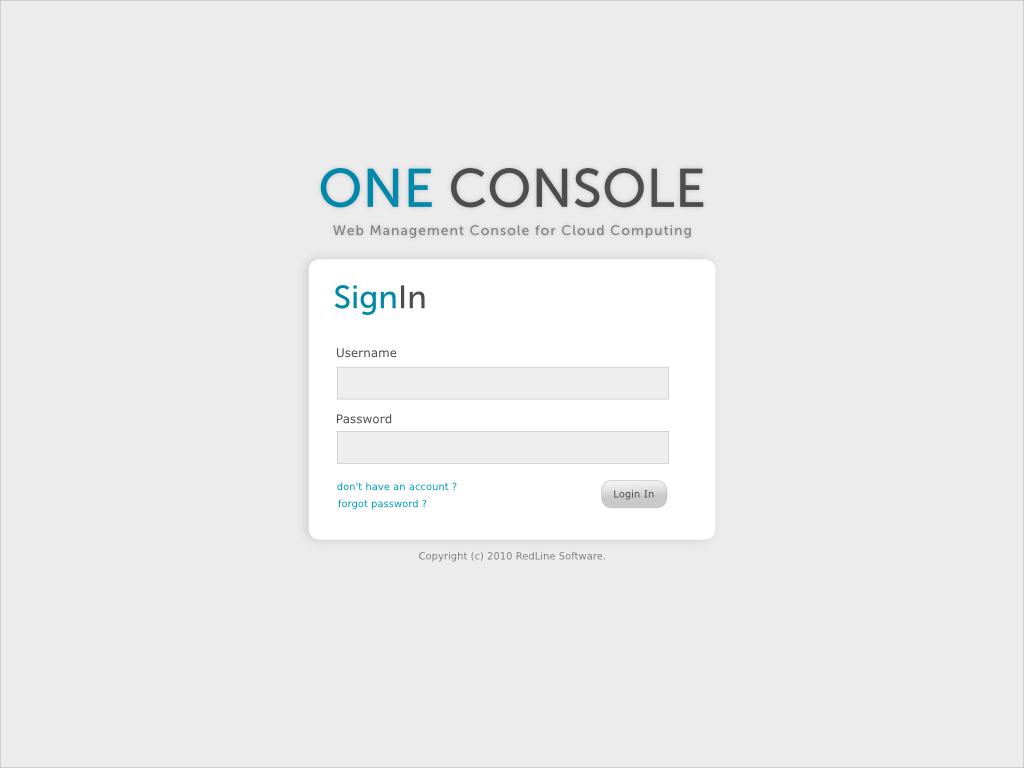 ONE CONSOLE
Web Management Console for Cloud Computing
SignIn
Username
Password
don't have an account ?
forgot password ?
Login In
Copyright (c) 2010 RedLine Software.